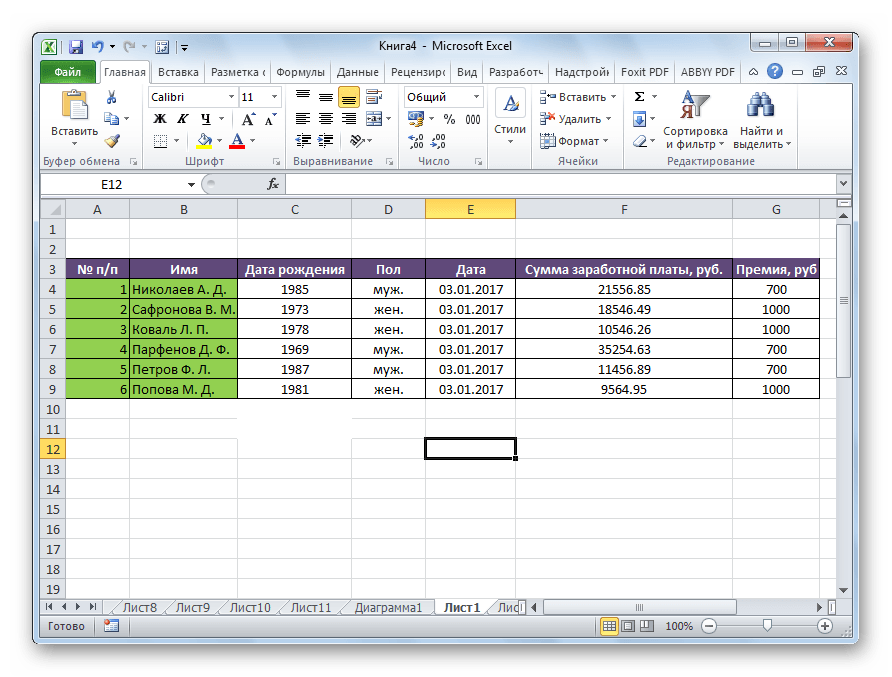 Книга4 - Microsoft Excel
Файл Главная Вставка Разметка с Формулы Данные Рецензирс Вид Разработч Надстройк Foxit PDF ABBYY PDF
Вставить
Буфер обмена
Calibri 11
Ж К Ч А А
А
Шрифт
Выравнивание
Общий
% 000
Число
А
Стили
Вставить
Удалить
Формат
Ячейки
Σ
Сортировка и фильтр
Найти и выделить
Редактирование
E12 fx
A B C D E F G
1
2
3 № п/п Имя Дата рождения Пол Дата Сумма заработной платы, руб. Премия, руб
4 1 Николаев А. Д. 1985 муж. 03.01.2017 21556.85 700
5 2 Сафронова В. М. 1973 жен. 03.01.2017 18546.49 1000
6 3 Коваль Л. П. 1978 жен. 03.01.2017 10546.26 1000
7 4 Парфенов Д. Ф. 1969 муж. 03.01.2017 35254.63 700
8 5 Петров Ф. Л. 1987 муж. 03.01.2017 11456.89 700
9 6 Попова М. Д. 1981 жен. 03.01.2017 9564.95 1000
10
11
12
13
14
15
16
17
18
19
Лист8 Лист9 Лист10 Лист11 Диаграмма1 Лист1 Лис
Готово 100%